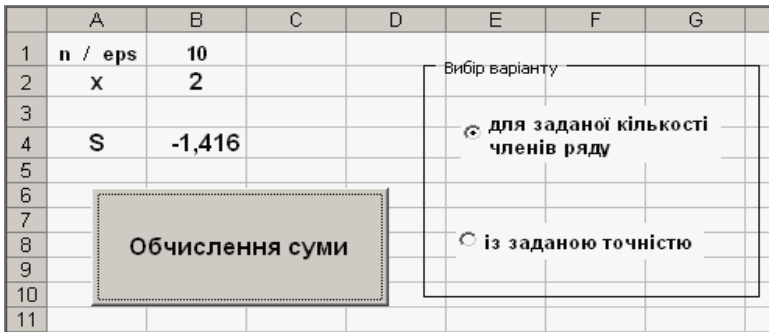 A B C D E F G
1 n / eps 10
Вибір варіанту
2 x 2
3
для заданої кількості
4 S -1,416
членів ряду
5
6
7
Обчислення суми
8
із заданою точністю
9
10
11